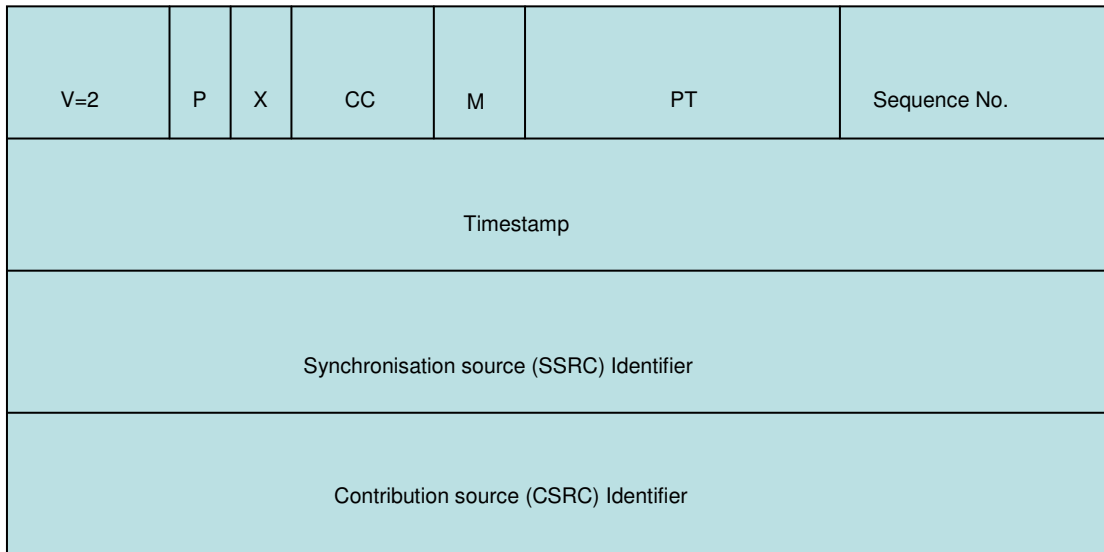 V=2 P X CC M PT Sequence No.
Timestamp
Synchronisation source (SSRC) Identifier
Contribution source (CSRC) Identifier